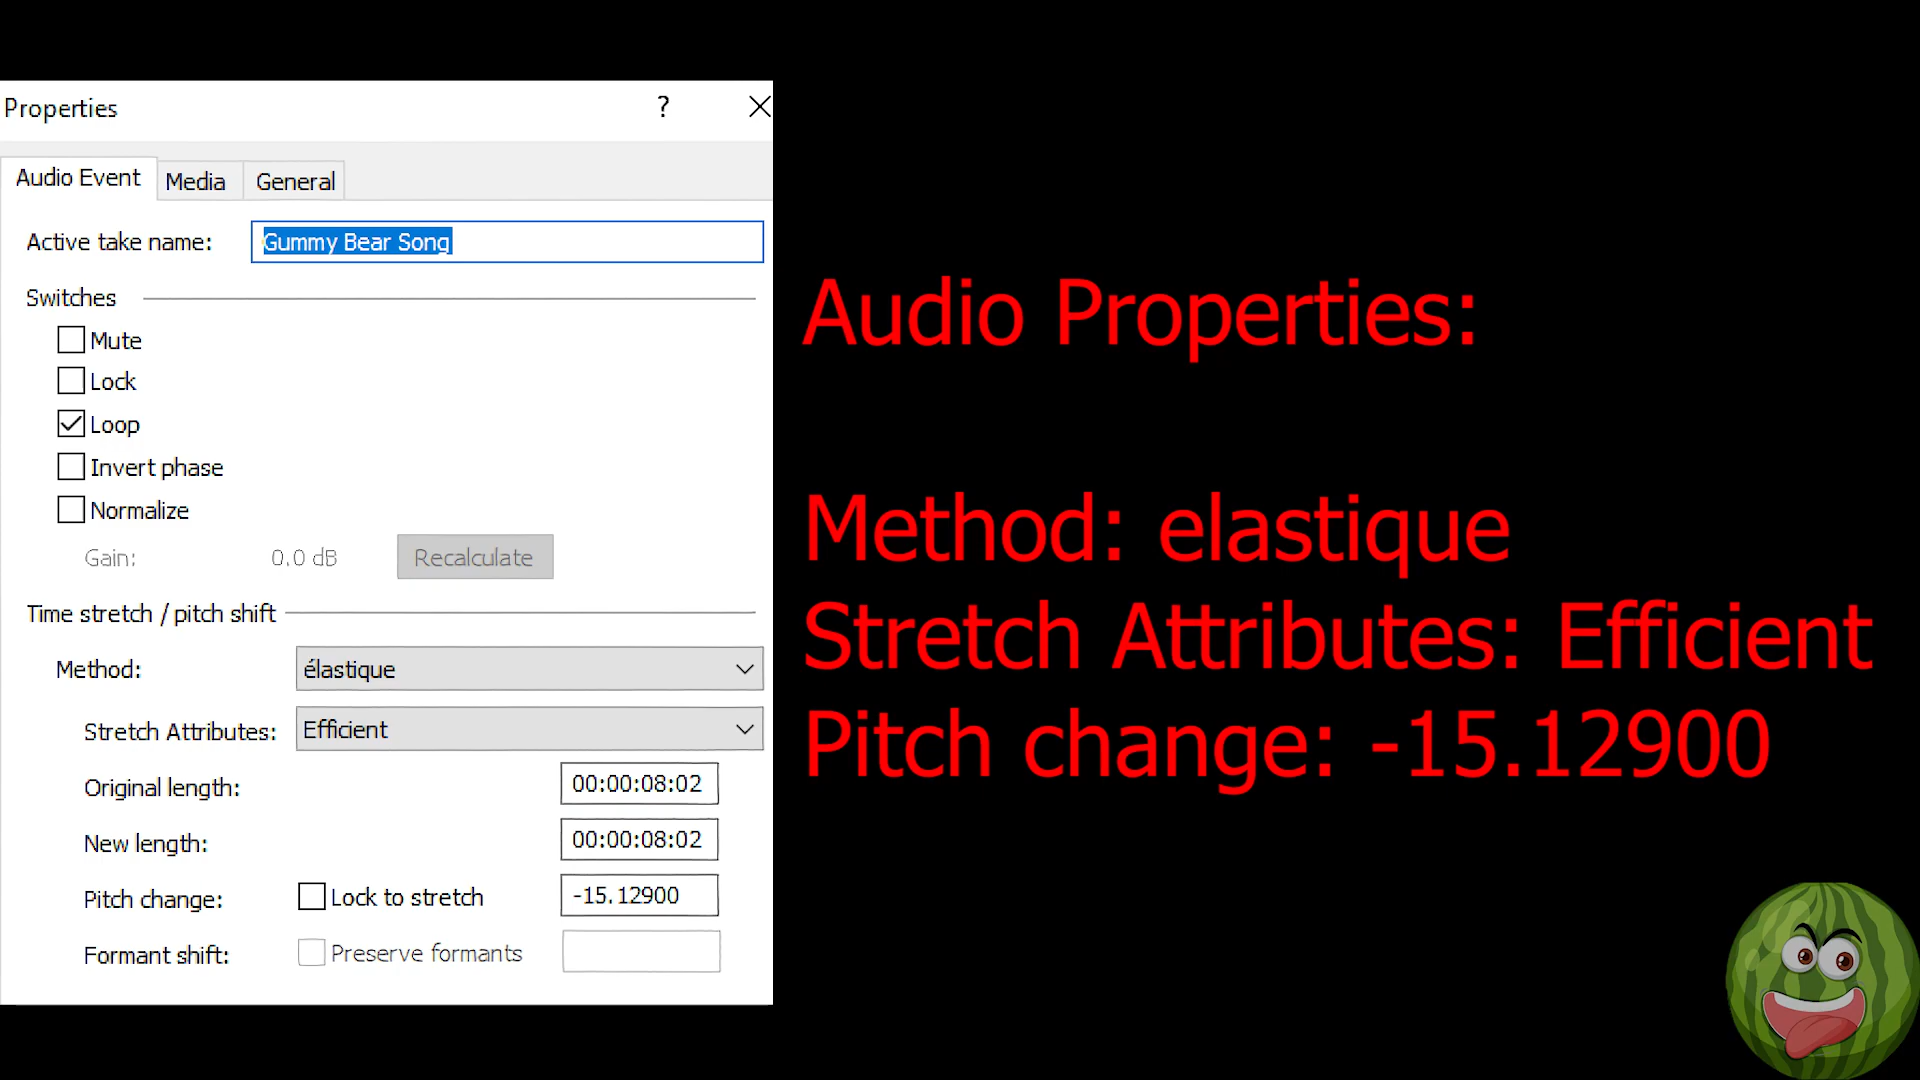 Properties
?
Audio Event Media General
Active take name: Gummy Bear Song
Switches
Mute
Lock
Loop
Invert phase
Normalize
Gain: 0.0 dB Recalculate
Time stretch / pitch shift
Method: élastique
Stretch Attributes: Efficient
Original length: 00:00:08:02
New length: 00:00:08:02
Pitch change: Lock to stretch -15.12900
Formant shift: Preserve formants
Audio Properties:
Method: elastique
Stretch Attributes: Efficient
Pitch change: -15.12900